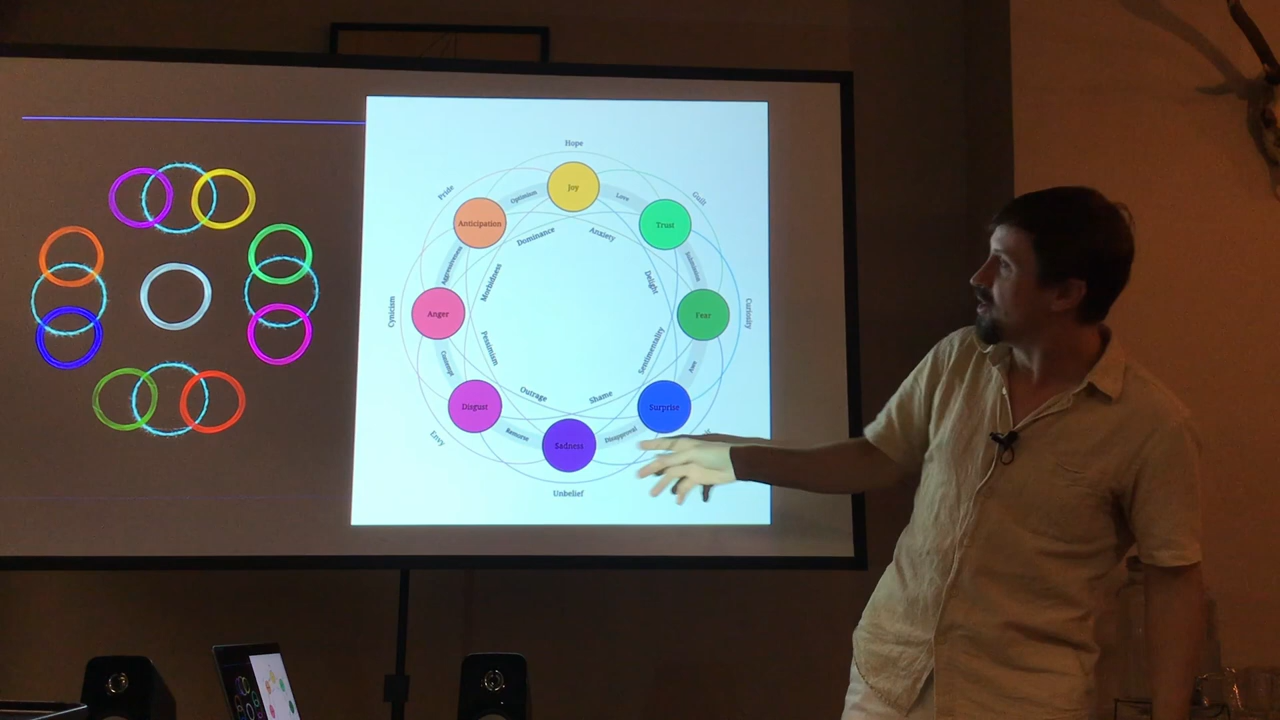 Hope
Pride
Joy
Guilt
Optimism
Love
Anticipation
Trust
Dominance
Anxiety
Aggressiveness
Submission
Morbidness
Delight
Cynicism
Anger
Fear
Curiosity
Pessimism
Sentimentality
Contempt
Awe
Outrage
Shame
Disgust
Surprise
Envy
Remorse
Sadness
Disapproval
Unbelief